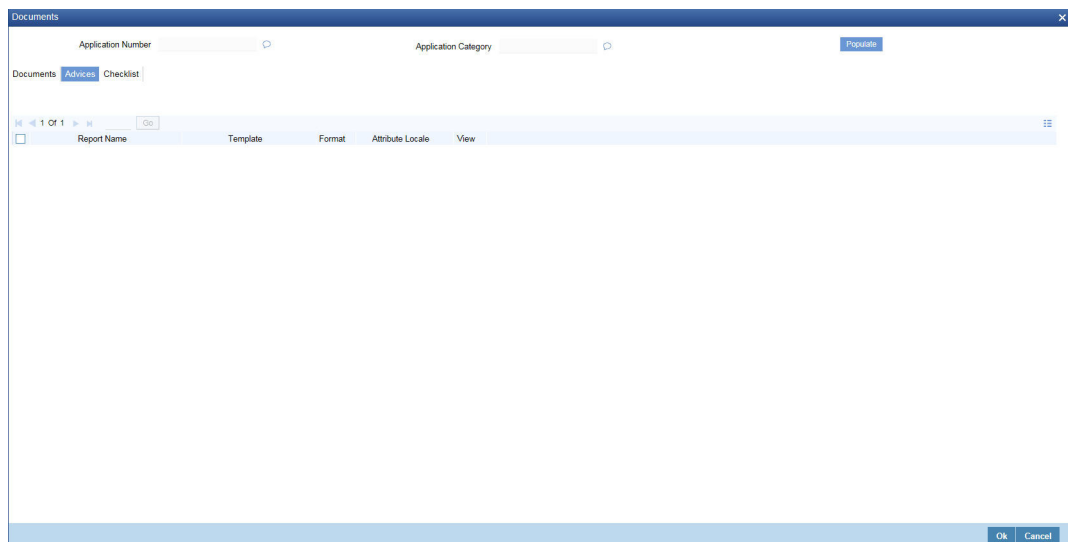 Documents
Application Number Application Category Populate
Documents Advices Checklist
1 Of 1 Go
Report Name Template Format Attribute Locale View
Ok Cancel